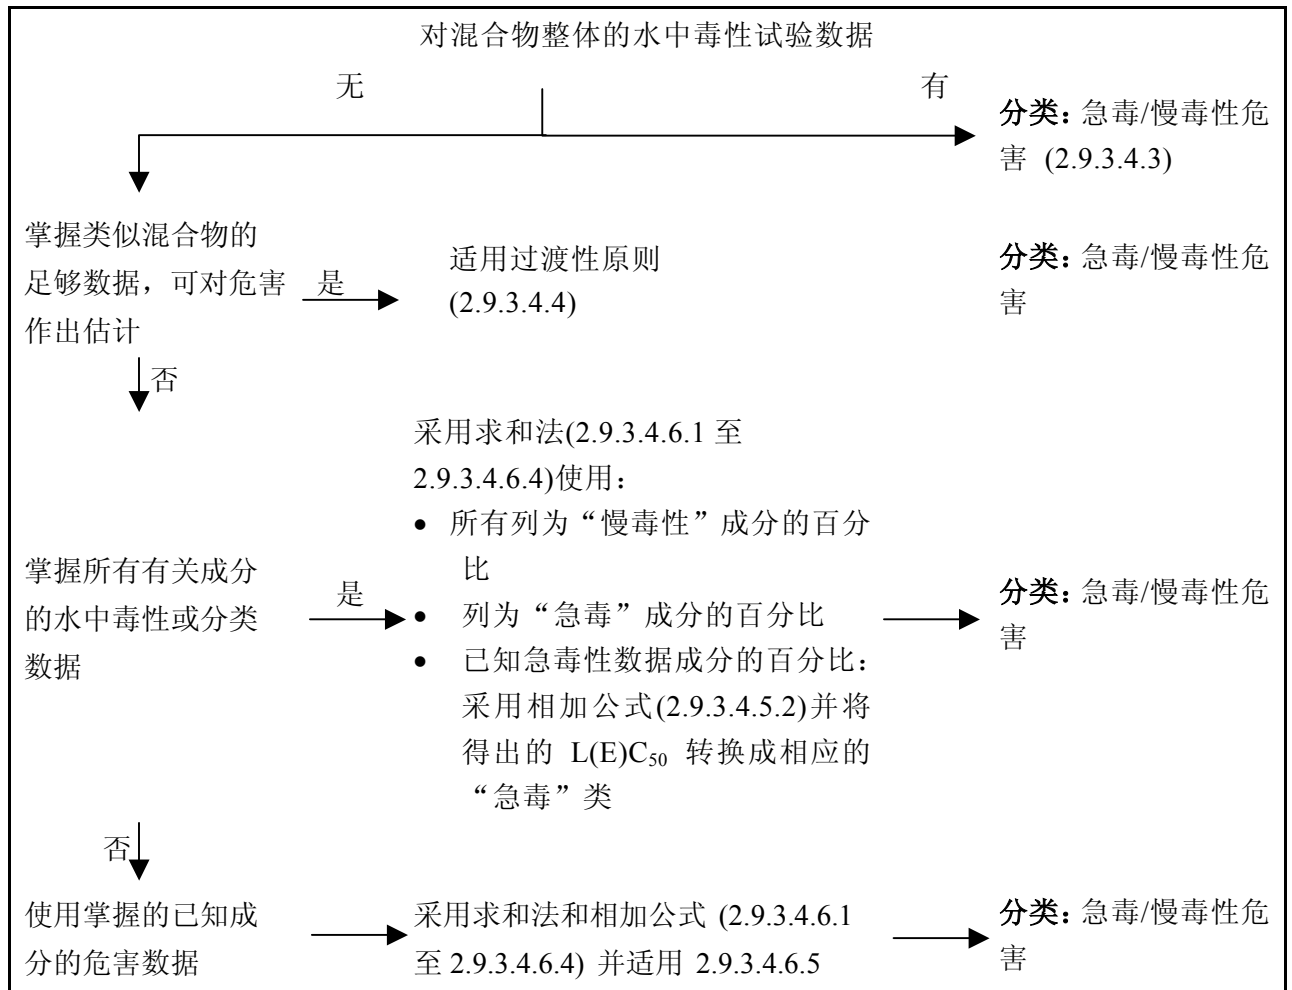 对混合物整体的水中毒性试验数据
无
有
分类：急毒/慢毒性危
害 (2.9.3.4.3)
掌握类似混合物的
足够数据，可对危害
作出估计
是
适用过渡性原则
(2.9.3.4.4)
分类：急毒/慢毒性危
害
否
采用求和法(2.9.3.4.6.1 至
2.9.3.4.6.4)使用：
• 所有列为“慢毒性”成分的百分
比
掌握所有有关成分
的水中毒性或分类
数据
是
• 列为“急毒”成分的百分比
• 已知急毒性数据成分的百分比：
采用相加公式(2.9.3.4.5.2)并将
得出的 L(E)C₅₀ 转换成相应的
“急毒”类
分类：急毒/慢毒性危
害
否
使用掌握的已知成
分的危害数据
采用求和法和相加公式 (2.9.3.4.6.1
至 2.9.3.4.6.4) 并适用 2.9.3.4.6.5
分类：急毒/慢毒性危
害